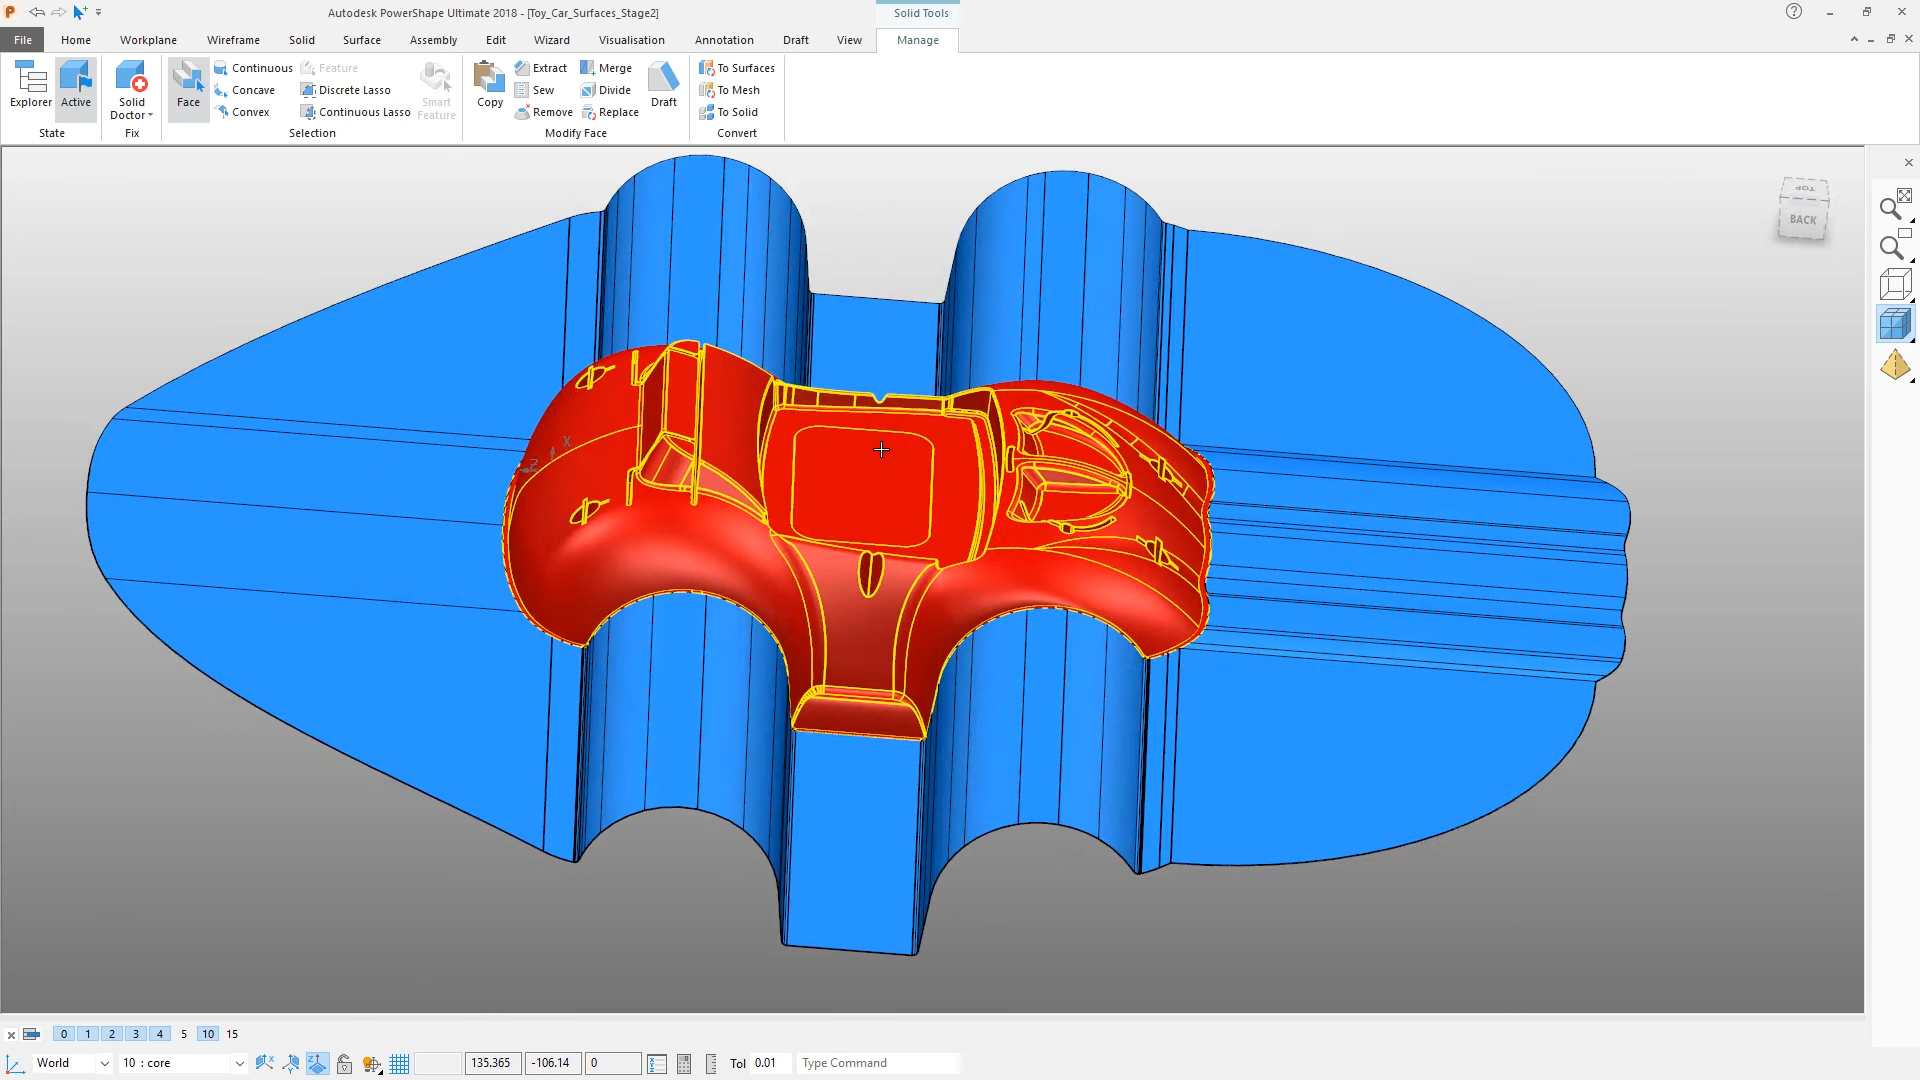 Autodesk PowerShape Ultimate 2018 - [Toy_Car_Surfaces_Stage2]
Solid Tools
File Home Workplane Wireframe Solid Surface Assembly Edit Wizard Visualisation Annotation Draft View Manage
Explorer
Active
State
Solid
Doctor
Fix
Face
Continuous
Concave
Convex
Feature
Discrete Lasso
Continuous Lasso
Smart
Feature
Selection
Copy
Extract
Sew
Remove
Merge
Divide
Replace
Draft
Modify Face
To Surfaces
To Mesh
To Solid
Convert
TOP
BACK
X
Z
0 1 2 3 4 5 10 15
World
10 : core
135.365
-106.14
0
Tol 0.01
Type Command